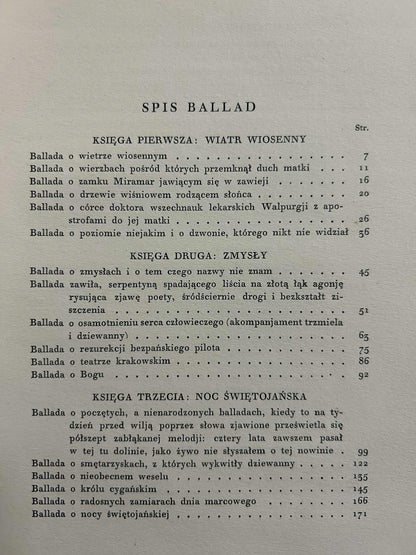 SPIS BALLAD
Str.
KSIĘGA PIERWSZA: WIATR WIOSENNY
Ballada o wietrze wiosennym . . . . . . . . . . . . . 7
Ballada o wierzbach pośród których przemknął duch matki . . 11
Ballada o zamku Miramar jawiącym się w zawieji . . . . . 16
Ballada o drzewie wiśniowem rodzącem słońca . . . . . . 20
Ballada o córce doktora wszechnauk lekarskich Walpurgji z apo-
strofami do jej matki . . . . . . . . . . . . . . . 26
Ballada o poziomie niejakim i o dzwonie, którego nikt nie widział 36
KSIĘGA DRUGA: ZMYSŁY
Ballada o zmysłach i o tem czego nazwy nie znam . . . . . 45
Ballada zawiła, serpentyną spadającego liścia na złotą łąk agonję
rysująca zjawę poety, śródściernie drogi i bezkształt zi-
szczenia . . . . . . . . . . . . . . . . . . . 51
Ballada o osamotnieniu serca człowieczego (akompanjament trzmiela
i dziewanny) . . . . . . . . . . . . . . . . . 63
Ballada o rezurekcji bezpańskiego pilota . . . . . . . . 75
Ballada o teatrze krakowskim . . . . . . . . . . . . 86
Ballada o Bogu . . . . . . . . . . . . . . . . . 92
KSIĘGA TRZECIA: NOC ŚWIĘTOJAŃSKA
Ballada o poczętych, a nienarodzonych balladach, kiedy to na ty-
dzień przed wilją poprzez słowa zjawione prześwietla się
półszept zabłąkanej melodji: cztery lata zawszem pasał
w tej tu dolinie, jako żywo nie słyszałem o tej nowinie . 99
Ballada o smętarzyskach, z których wykwitły dziewanny . . . 122
Ballada o nieobecnem weselu . . . . . . . . . . . . 135
Ballada o królu cygańskim . . . . . . . . . . . . . 145
Ballada o radosnych zamiarach dnia marcowego . . . . . . 166
Ballada o nocy świętojańskiej . . . . . . . . . . . . 171